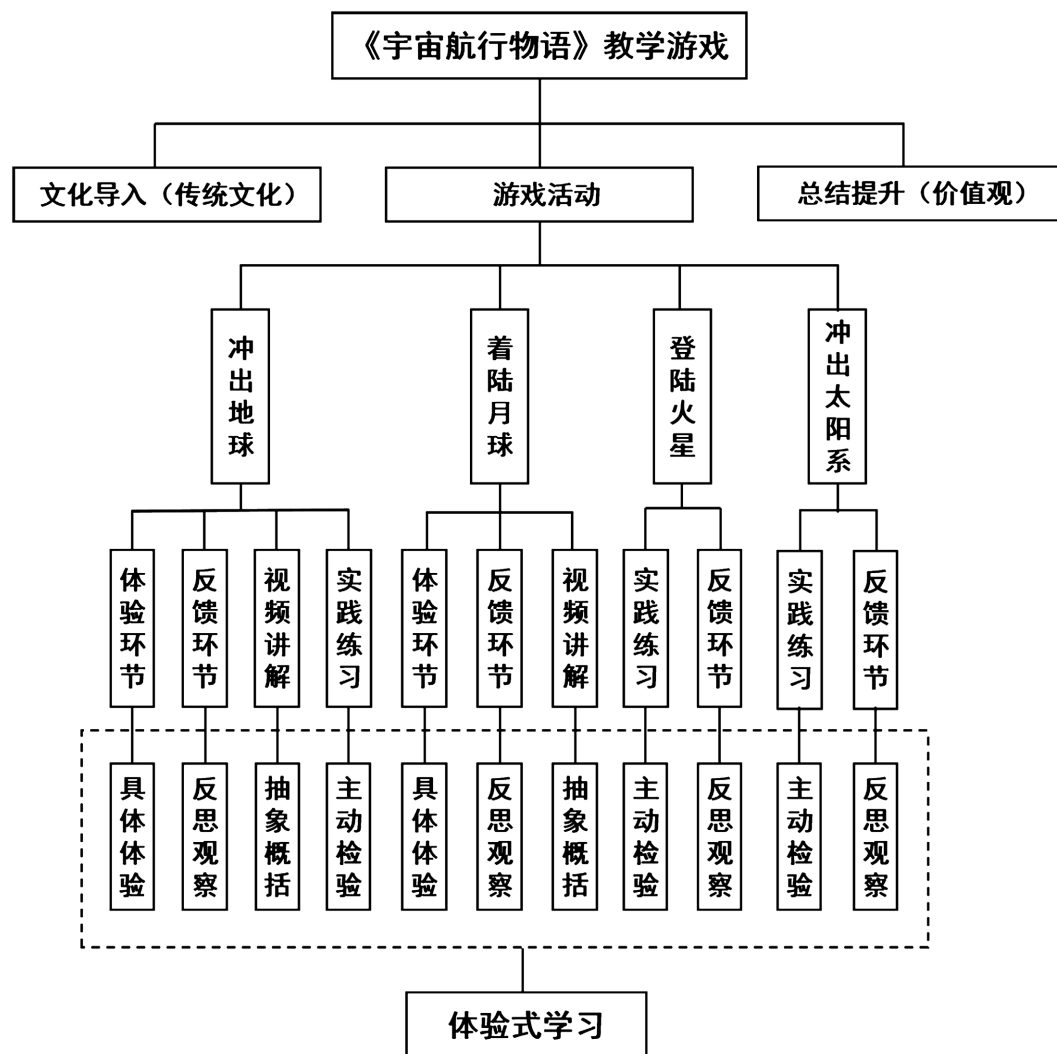 《宇宙航行物语》教学游戏
文化导入（传统文化）
游戏活动
总结提升（价值观）
冲出地球
着陆月球
登陆火星
冲出太阳系
体验环节
反馈环节
视频讲解
实践练习
体验环节
反馈环节
视频讲解
实践练习
反馈环节
实践练习
反馈环节
具体体验
反思观察
抽象概括
主动检验
具体体验
反思观察
抽象概括
主动检验
反思观察
主动检验
反思观察
体验式学习